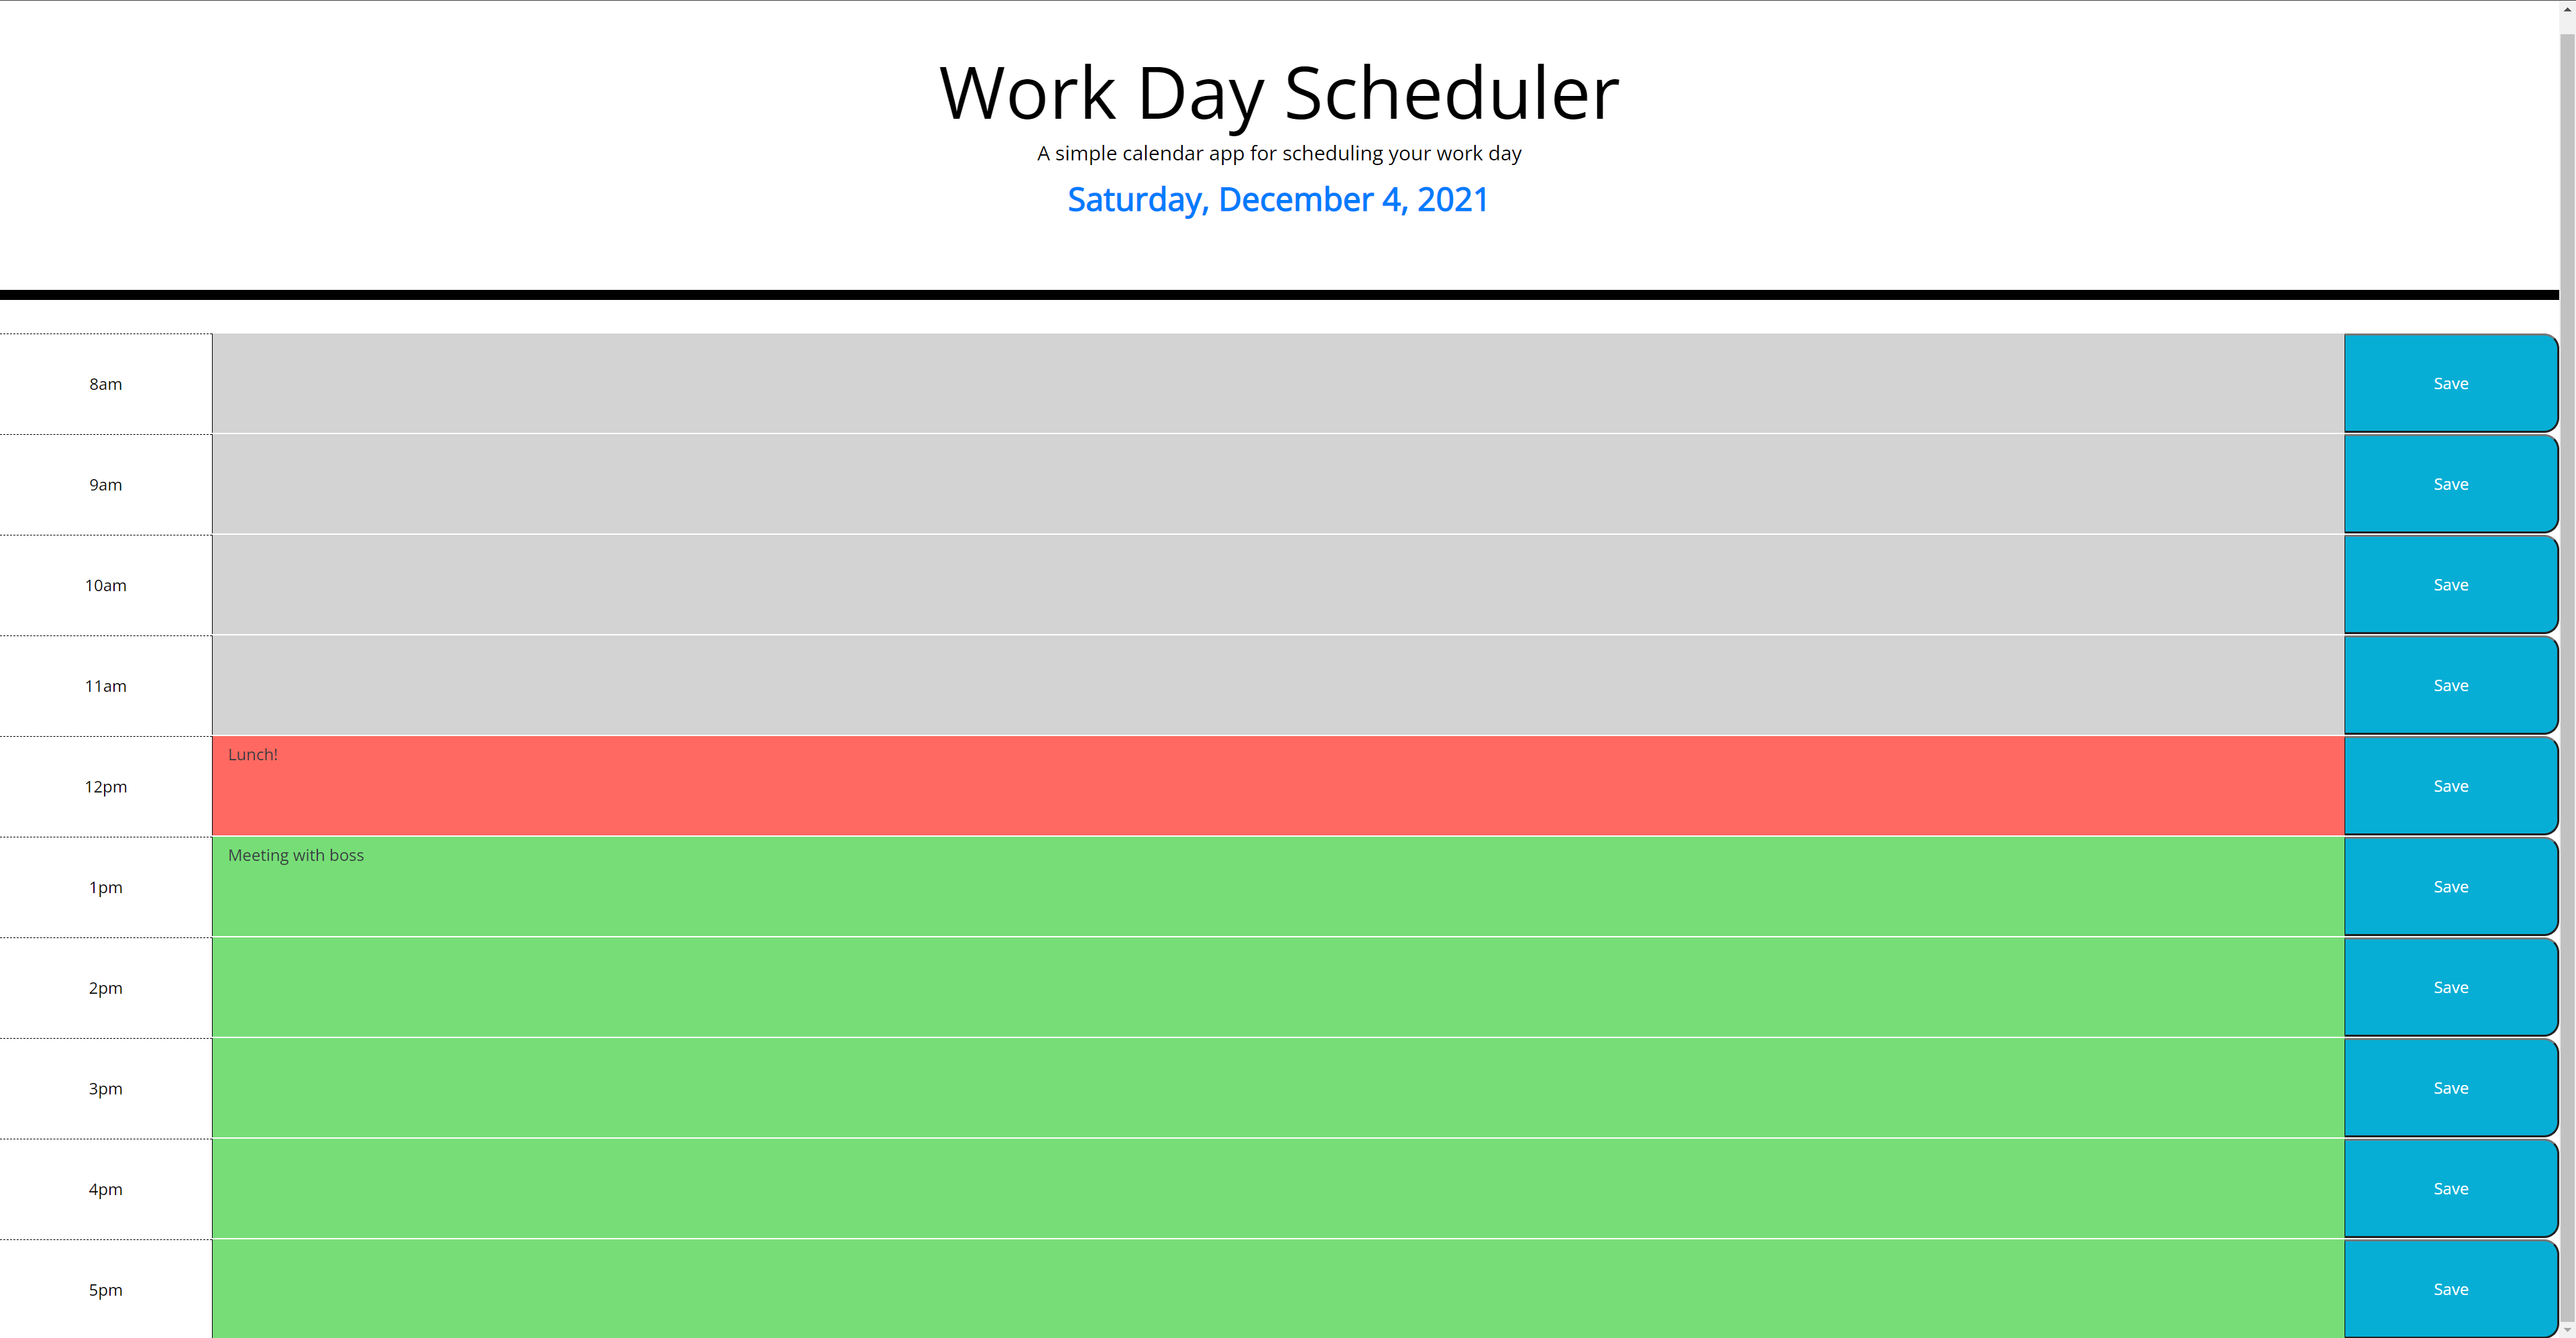 Work Day Scheduler
A simple calendar app for scheduling your work day
Saturday, December 4, 2021
8am Save
9am Save
10am Save
11am Save
12pm Lunch! Save
1pm Meeting with boss Save
2pm Save
3pm Save
4pm Save
5pm Save